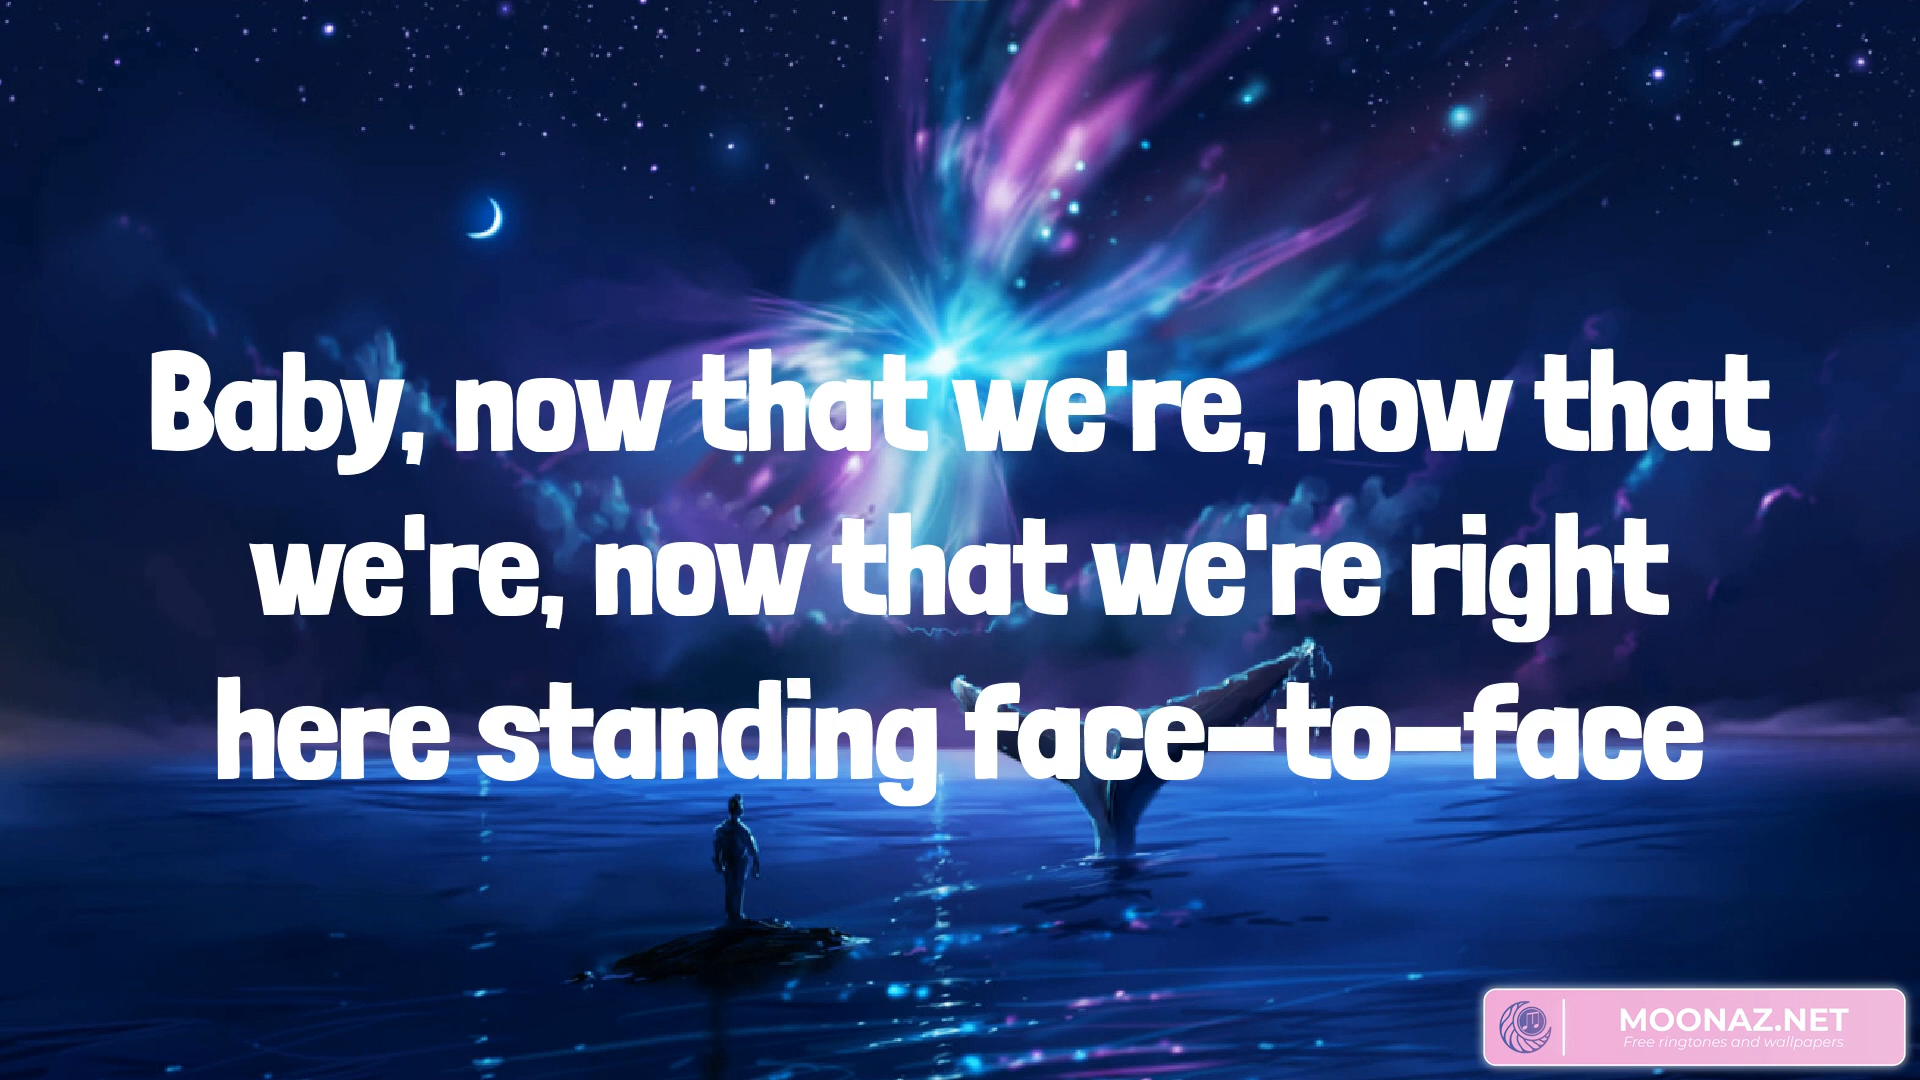 Baby, now that we're, now that
we're, now that we're right
here standing face-to-face
MOONAZ.NET
Free ringtones and wallpapers